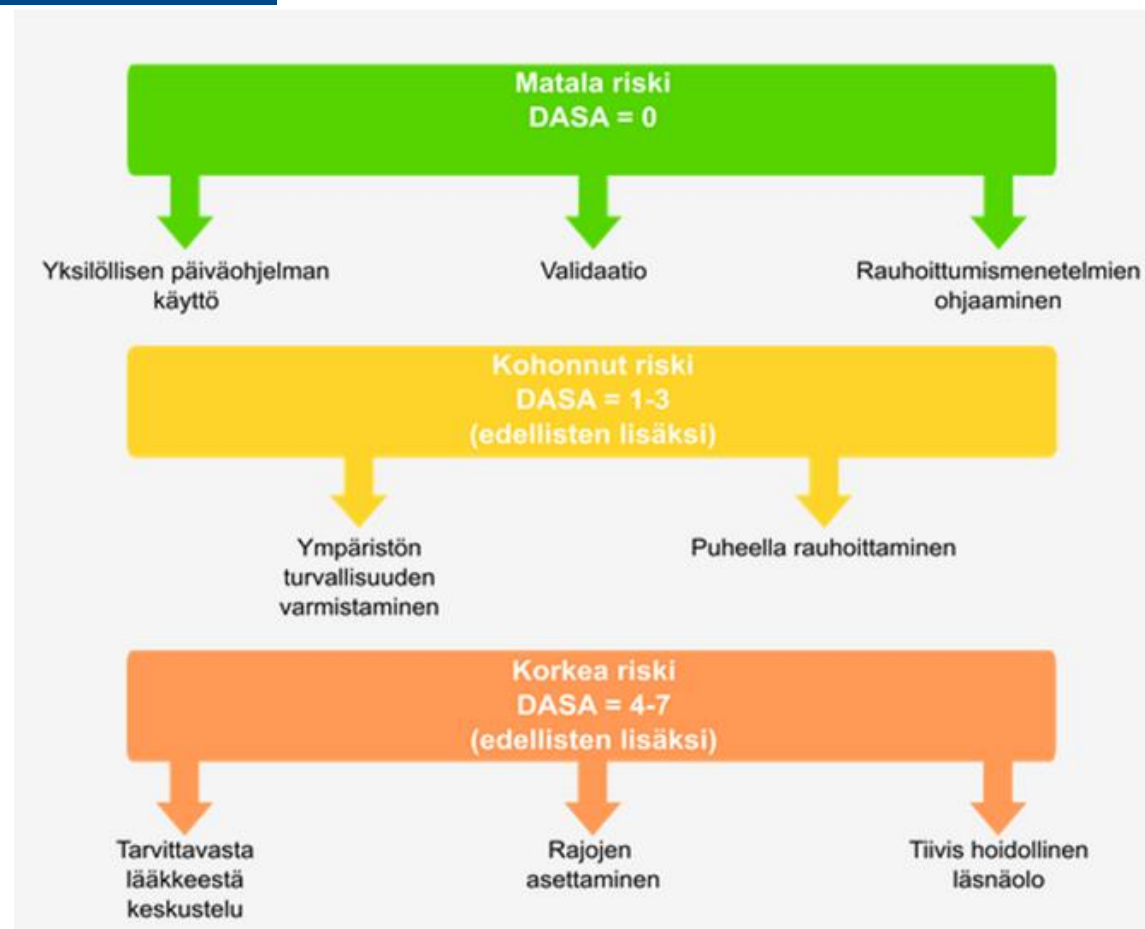 Matala riski
DASA = 0
Yksilöllisen päiväohjelman
käyttö
Validaatio
Rauhoittumismenetelmien
ohjaaminen
Kohonnut riski
DASA = 1-3
(edellisten lisäksi)
Ympäristön
turvallisuuden
varmistaminen
Puheella rauhoittaminen
Korkea riski
DASA = 4-7
(edellisten lisäksi)
Tarvittavasta
lääkkeestä
keskustelu
Rajojen
asettaminen
Tiivis hoidollinen
läsnäolo